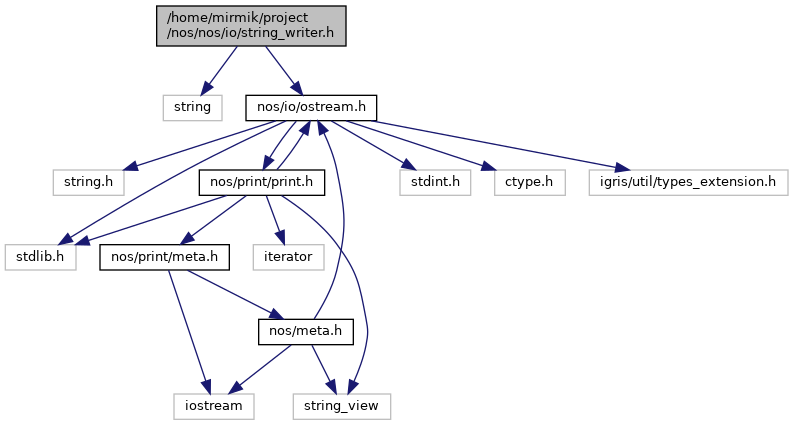 /home/mirmik/project
/nos/nos/io/string_writer.h
string
nos/io/ostream.h
string.h
nos/print/print.h
stdint.h
ctype.h
igris/util/types_extension.h
stdlib.h
nos/print/meta.h
iterator
nos/meta.h
iostream
string_view